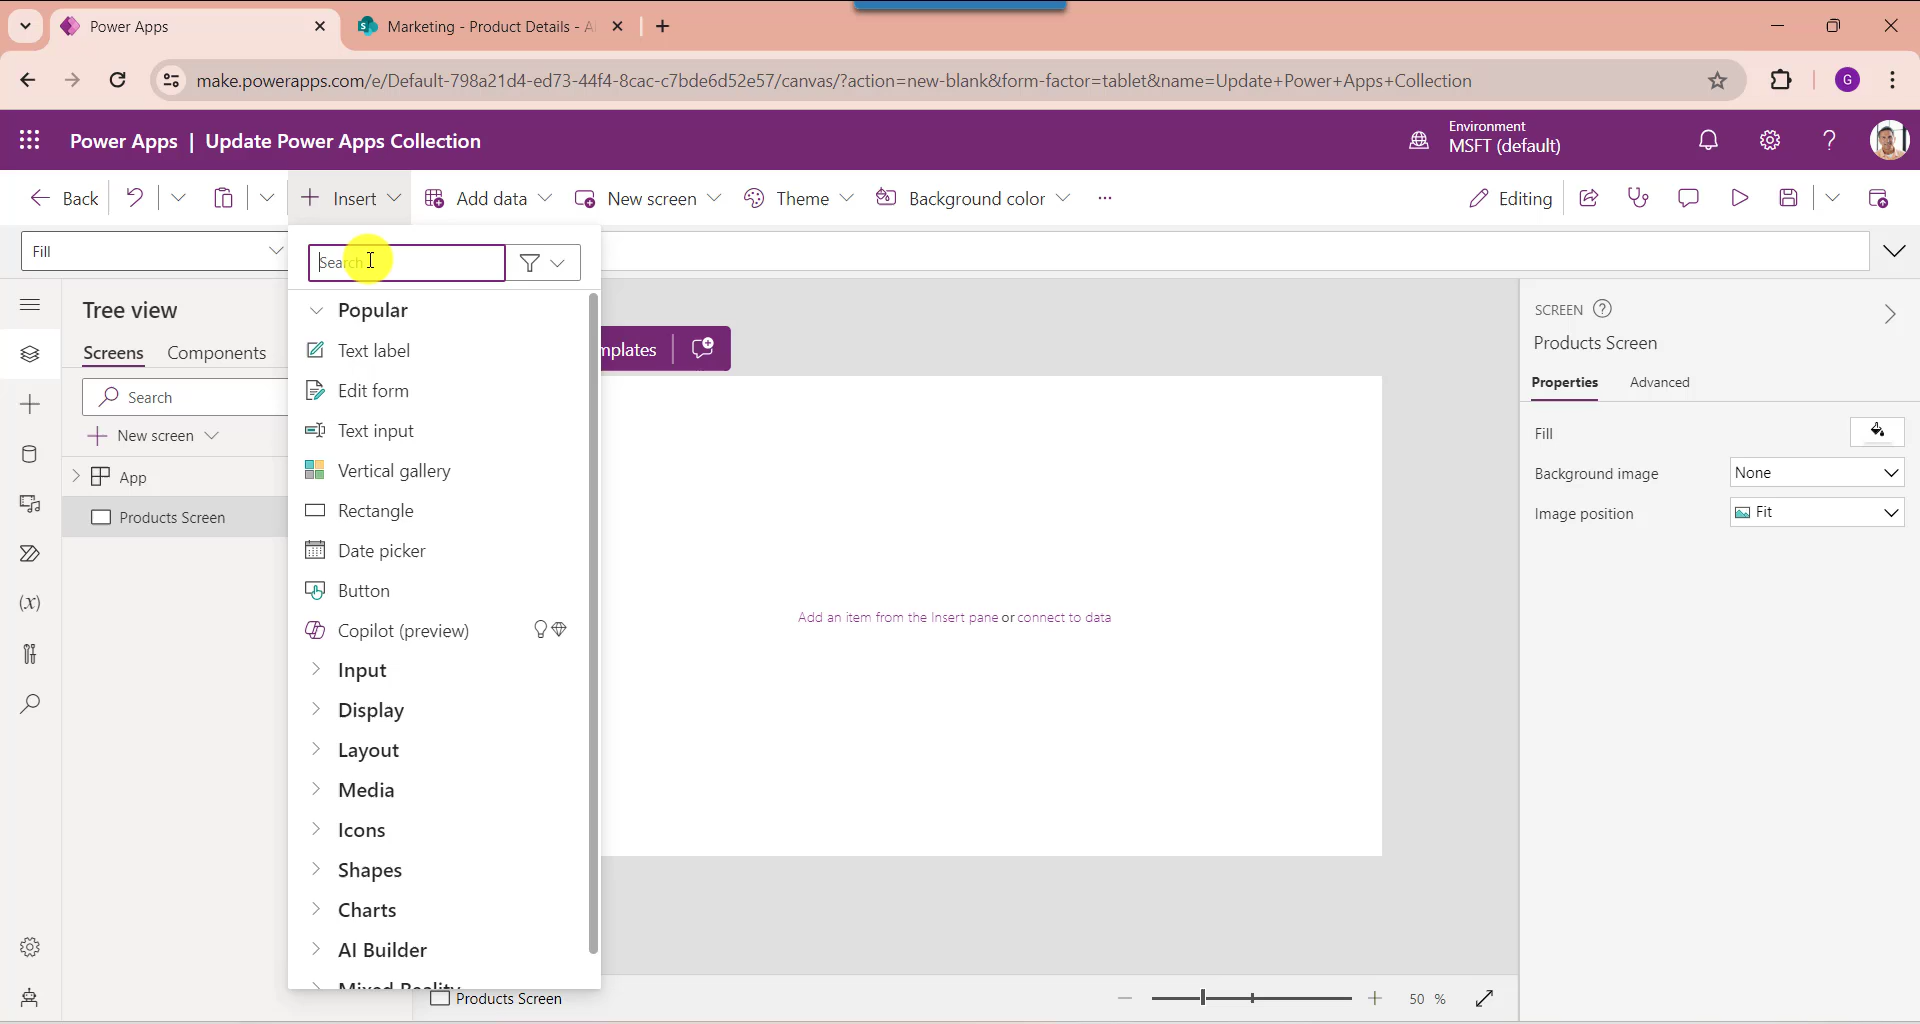 Power Apps
Marketing - Product Details - Al
make.powerapps.com/e/Default-798a21d4-ed73-44f4-8cac-c7bde6d52e57/canvas/?action=new-blank&form-factor=tablet&name=Update+Power+Apps+Collection
G
Power Apps | Update Power Apps Collection
Environment
MSFT (default)
?
Back
Insert
Add data
New screen
Theme
Background color
...
Editing
Fill
Search
Tree view
Screens
Components
Search
New screen
App
Products Screen
(x)
Popular
Text label
Edit form
Text input
Vertical gallery
Rectangle
Date picker
Button
Copilot (preview)
Input
Display
Layout
Media
Icons
Shapes
Charts
AI Builder
Mixed Reality
mplates
Add an item from the Insert pane or connect to data
Products Screen
50 %
SCREEN ?
Products Screen
Properties
Advanced
Fill
Background image
None
Image position
Fit